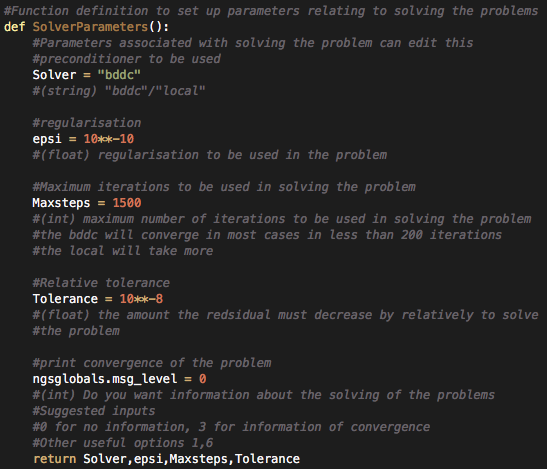 #Function definition to set up parameters relating to solving the problems
def SolverParameters():
#Parameters associated with solving the problem can edit this
#preconditioner to be used
Solver = "bddc"
#(string) "bddc"/"local"
#regularisation
epsi = 10**-10
#(float) regularisation to be used in the problem
#Maximum iterations to be used in solving the problem
Maxsteps = 1500
#(int) maximum number of iterations to be used in solving the problem
#the bddc will converge in most cases in less than 200 iterations
#the local will take more
#Relative tolerance
Tolerance = 10**-8
#(float) the amount the redsidual must decrease by relatively to solve
#the problem
#print convergence of the problem
ngsglobals.msg_level = 0
#(int) Do you want information about the solving of the problems
#Suggested inputs
#0 for no information, 3 for information of convergence
#Other useful options 1,6
return Solver,epsi,Maxsteps,Tolerance